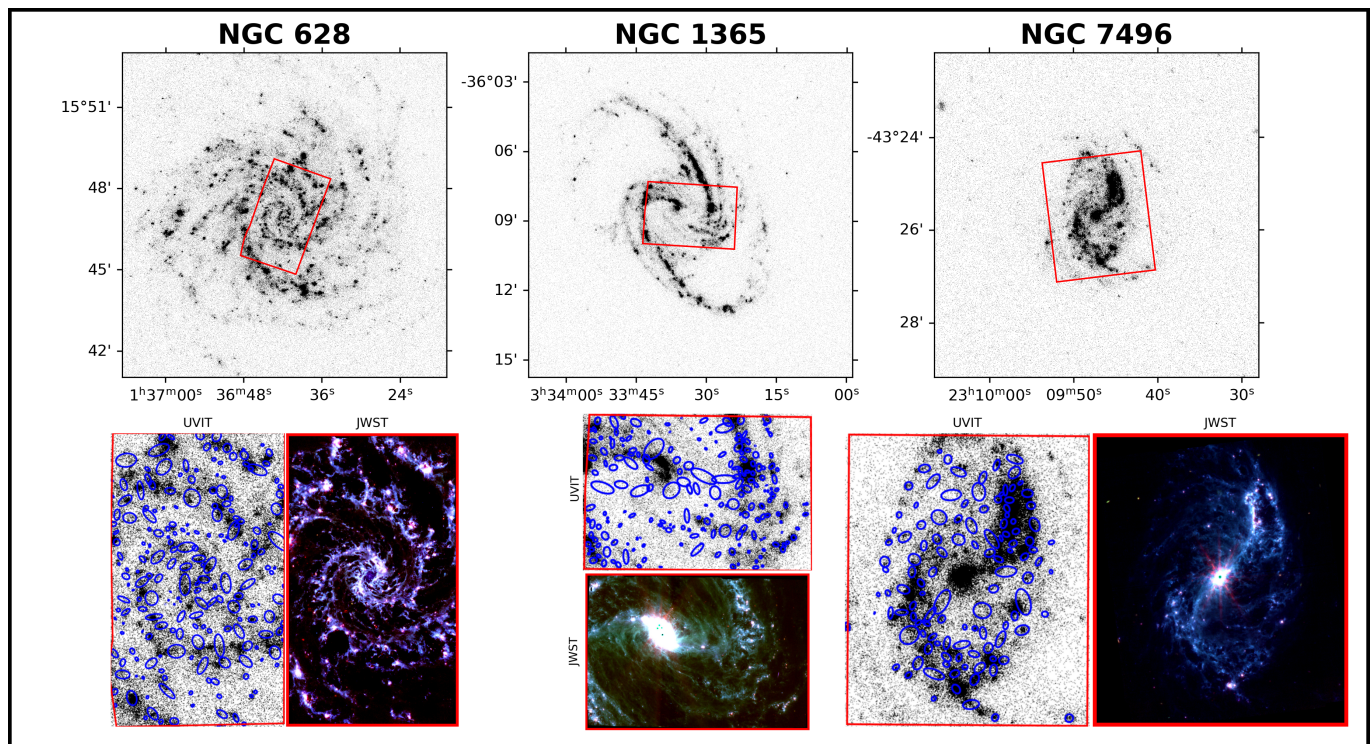 NGC 628
NGC 1365
NGC 7496
15°51'
48'
45'
42'
1ʰ37ᵐ00ˢ 36ᵐ48ˢ 36ˢ 24ˢ
-36°03'
06'
09'
12'
15'
3ʰ34ᵐ00ˢ 33ᵐ45ˢ 30ˢ 15ˢ 00ˢ
-43°24'
26'
28'
23ʰ10ᵐ00ˢ 09ᵐ50ˢ 40ˢ 30ˢ
UVIT
JWST
UVIT
JWST
UVIT
JWST